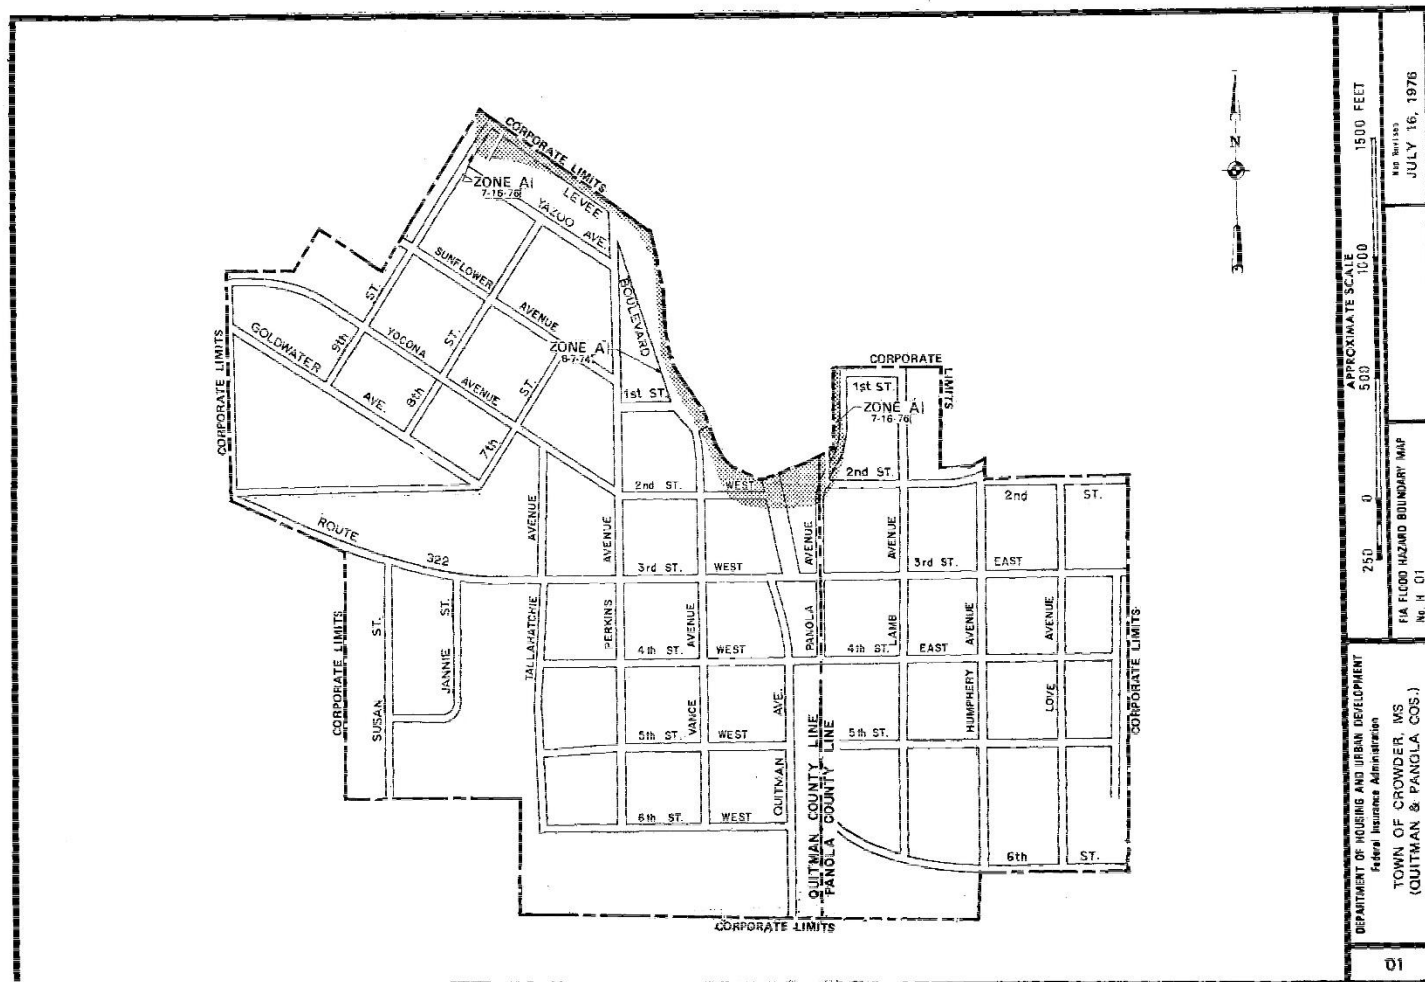 CORPORATE LIMITS
ZONE A1
7-16-76
LEVEE
YAZOO AVE.
SUNFLOWER AVENUE
BOULEVARD
ZONE A1
8-7-74
GOLDWATER AVE.
YOCONA AVENUE
9th ST.
8th ST.
7th ST.
CORPORATE LIMITS
1st ST.
CORPORATE LIMITS
1st ST.
ZONE A1
7-16-76
2nd ST. WEST
2nd ST.
2nd ST.
ROUTE 322
3rd ST. WEST
3rd ST. EAST
4th ST. WEST
4th ST. EAST
5th ST. WEST
5th ST.
6th ST. WEST
6th ST.
SUSAN ST.
JANNIE ST.
TALLAHATCHIE AVENUE
PERKINS AVENUE
VANCE AVENUE
QUITMAN AVE.
PANOLA AVENUE
LAMB AVENUE
HUMPHERY AVENUE
LOVE AVENUE
CORPORATE LIMITS
CORPORATE LIMITS
QUITMAN COUNTY LINE
PANOLA COUNTY LINE
CORPORATE LIMITS
N
APPROXIMATE SCALE
250 0 500 1000 1500 FEET
Map Revised
JULY 16, 1976
FIA FLOOD HAZARD BOUNDARY MAP
No. H 01
DEPARTMENT OF HOUSING AND URBAN DEVELOPMENT
Federal Insurance Administration
TOWN OF CROWDER, MS
(QUITMAN & PANOLA COS.)
01